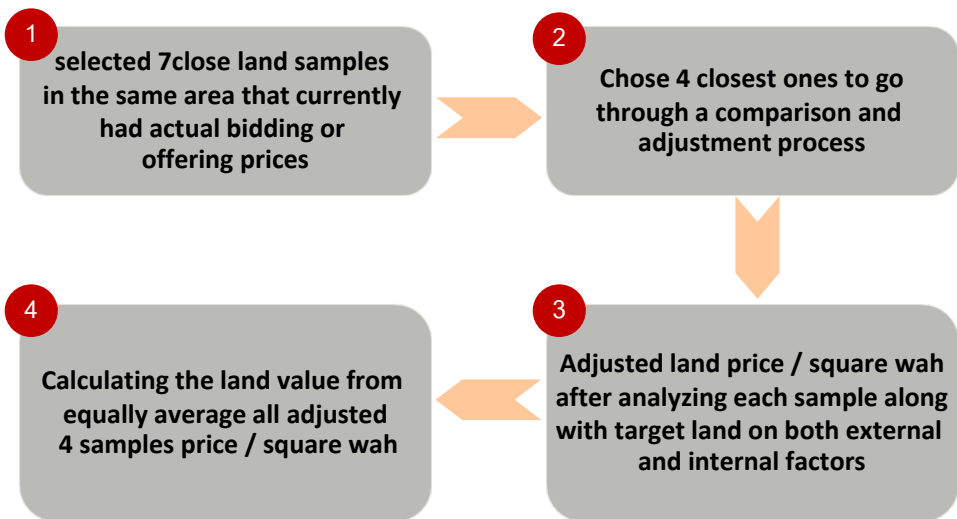 1
selected 7close land samples
in the same area that currently
had actual bidding or
offering prices
2
Chose 4 closest ones to go
through a comparison and
adjustment process
3
Adjusted land price / square wah
after analyzing each sample along
with target land on both external
and internal factors
4
Calculating the land value from
equally average all adjusted
4 samples price / square wah